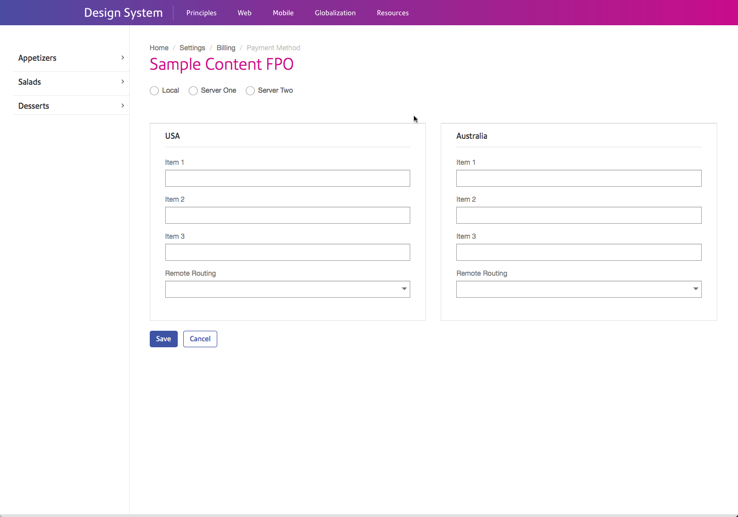 Design System Principles Web Mobile Globalization Resources
Home / Settings / Billing / Payment Method
Sample Content FPO
Appetizers
Salads
Desserts
Local Server One Server Two
USA
Item 1
Item 2
Item 3
Remote Routing
Australia
Item 1
Item 2
Item 3
Remote Routing
Save Cancel